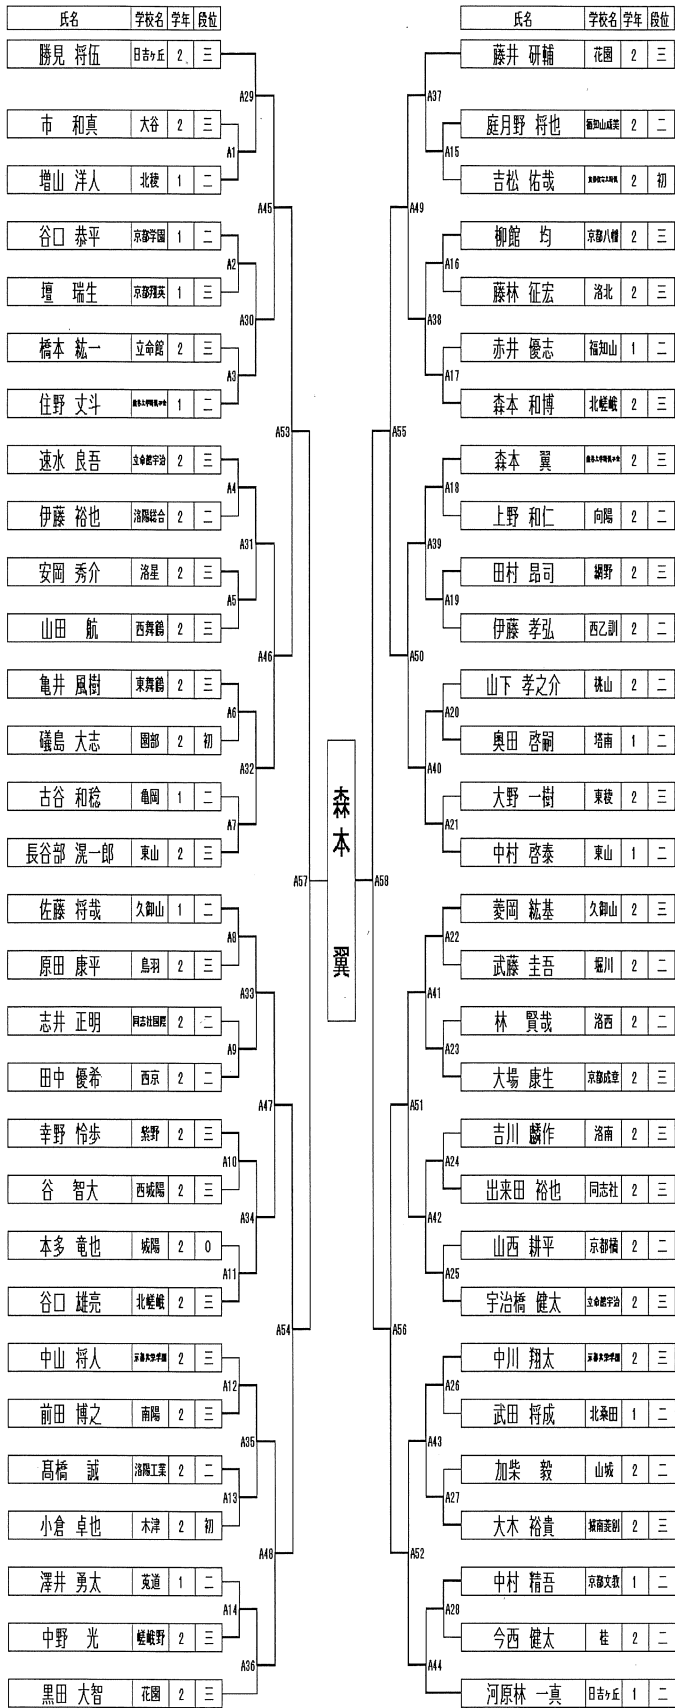 氏名 学校名 学年 段位
勝見 将伍 日吉ヶ丘 2 三
A29
市 和真 大谷 2 三
A1
増山 洋人 北稜 1 二
A45
谷口 恭平 京都学園 1 二
A2
壇 瑞生 京都翔英 1 三
A30
橋本 紘一 立命館 2 三
A3
住野 丈斗 1 二
A53
速水 良吾 立命館宇治 2 三
A4
伊藤 裕也 洛陽総合 2 二
A31
安岡 秀介 洛星 2 三
A5
山田 航 西舞鶴 2 三
A46
亀井 風樹 東舞鶴 2 三
A6
礒島 大志 園部 2 初
A32
古谷 和稔 亀岡 1 二
A7
長谷部 滉一郎 東山 2 三
A57
佐藤 将哉 久御山 1 二
A8
原田 康平 鳥羽 2 三
A33
志井 正明 同志社国際 2 二
A9
田中 優希 西京 2 二
A47
幸野 怜歩 紫野 2 三
A10
谷 智大 西城陽 2 三
A34
本多 竜也 城陽 2 0
A11
谷口 雄亮 北嵯峨 2 三
A54
中山 将人 京都共栄学園 2 三
A12
前田 博之 南陽 2 三
A35
髙橋 誠 洛陽工業 2 二
A13
小倉 卓也 木津 2 初
A48
澤井 勇太 莵道 1 二
A14
中野 光 嵯峨野 2 三
A36
黒田 大智 花園 2 三
森本 翼
氏名 学校名 学年 段位
藤井 研輔 花園 2 三
A37
庭月野 将也 福知山成美 2 二
A15
吉松 佑哉 2 初
A49
柳館 均 京都八幡 2 三
A16
藤林 征宏 洛北 2 三
A38
赤井 優志 福知山 1 二
A17
森本 和博 北嵯峨 2 三
A55
森本 翼 2 三
A18
上野 和仁 向陽 2 二
A39
田村 昂司 網野 2 三
A19
伊藤 孝弘 西乙訓 2 二
A50
山下 孝之介 桃山 2 二
A20
奥田 啓嗣 塔南 1 二
A40
大野 一樹 東稜 2 三
A21
中村 啓泰 東山 1 二
A58
菱岡 紘基 久御山 2 三
A22
武藤 圭吾 堀川 2 二
A41
林 賢哉 洛西 2 二
A23
大場 康生 京都成章 2 三
A51
吉川 麟作 洛南 2 三
A24
出来田 裕也 同志社 2 三
A42
山西 耕平 京都橘 2 二
A25
宇治橋 健太 立命館宇治 2 三
A56
中川 翔太 京都共栄学園 2 三
A26
武田 将成 北桑田 1 二
A43
加柴 毅 山城 2 二
A27
大木 裕貴 城南菱創 2 三
A52
中村 精吾 京都文教 1 二
A28
今西 健太 桂 2 二
A44
河原林 一真 日吉ヶ丘 1 二